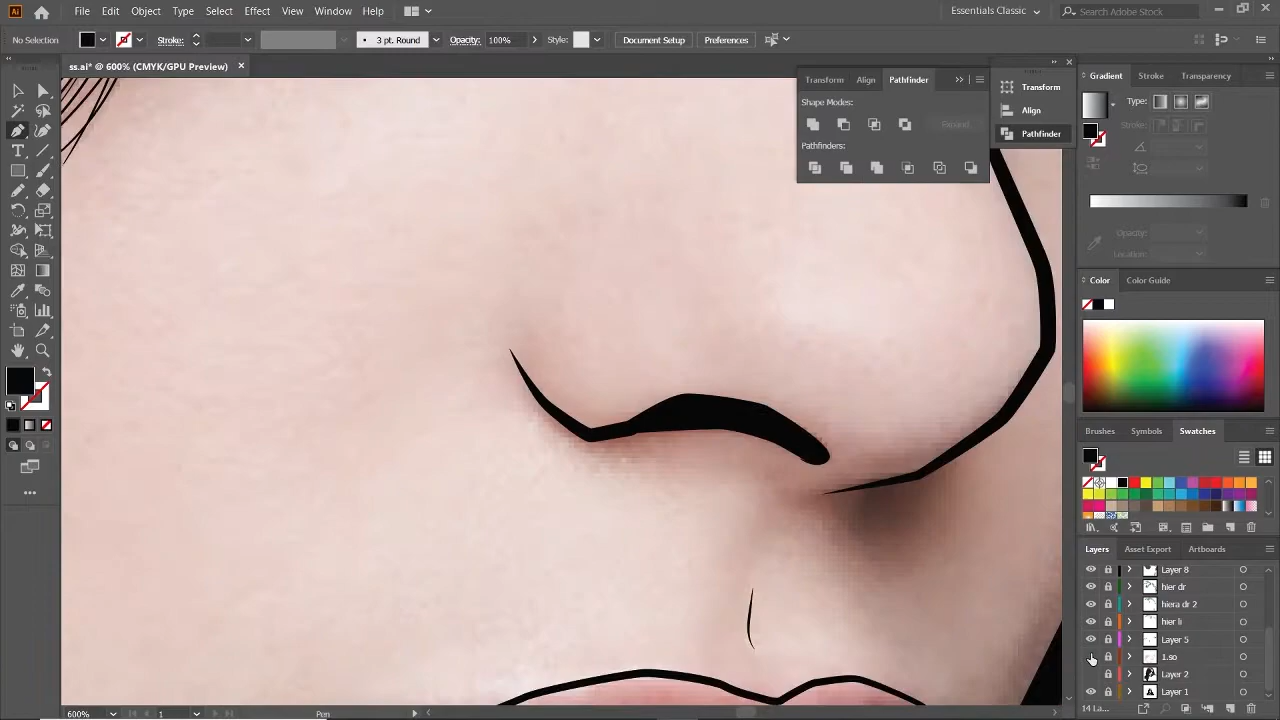 Ai File Edit Object Type Select Effect View Window Help Essentials Classic Search Adobe Stock
No Selection Stroke: 3 pt. Round Opacity: 100% Style: Document Setup Preferences
ss.ai* @ 600% (CMYK/GPU Preview)
Transform Align Pathfinder
Shape Modes:
Expand
Pathfinders:
Transform
Align
Pathfinder
Gradient Stroke Transparency
Type:
Stroke:
Opacity:
Location:
Color Color Guide
Brushes Symbols Swatches
Layers Asset Export Artboards
Layer 8
hier dr
hiera dr 2
hier li
Layer 5
1.so
Layer 2
Layer 1
14 La...
600% 1 Pen